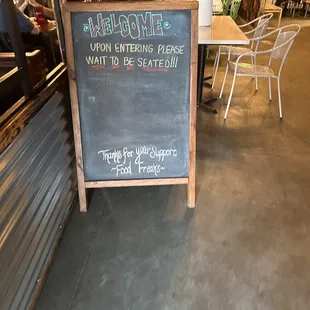 WELCOME
UPON ENTERING PLEASE
WAIT TO BE SEATED!!!
Thanks for your Support
~Food Freaks~